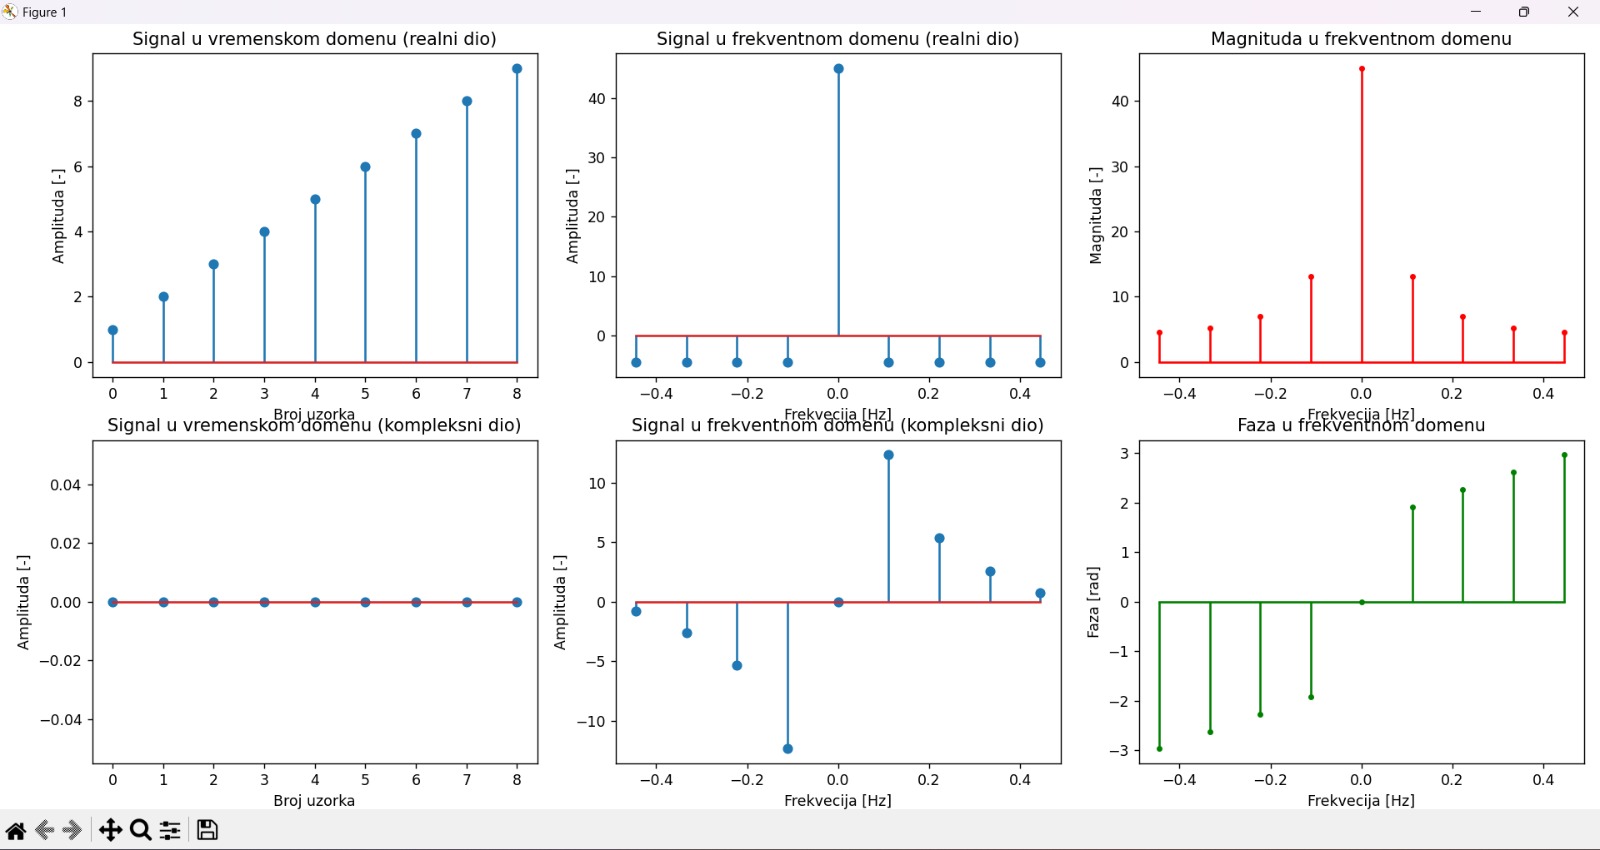 Figure 1
Signal u vremenskom domenu (realni dio)
Amplituda [-]
8
6
4
2
0
0 1 2 3 4 5 6 7 8
Broj uzorka
Signal u frekventnom domenu (realni dio)
Amplituda [-]
40
30
20
10
0
−0.4 −0.2 0.0 0.2 0.4
Frekvecija [Hz]
Magnituda u frekventnom domenu
Magnituda [-]
40
30
20
10
0
−0.4 −0.2 0.0 0.2 0.4
Frekvecija [Hz]
Signal u vremenskom domenu (kompleksni dio)
Amplituda [-]
0.04
0.02
0.00
−0.02
−0.04
0 1 2 3 4 5 6 7 8
Broj uzorka
Signal u frekventnom domenu (kompleksni dio)
Amplituda [-]
10
5
0
−5
−10
−0.4 −0.2 0.0 0.2 0.4
Frekvecija [Hz]
Faza u frekventnom domenu
Faza [rad]
3
2
1
0
−1
−2
−3
−0.4 −0.2 0.0 0.2 0.4
Frekvecija [Hz]